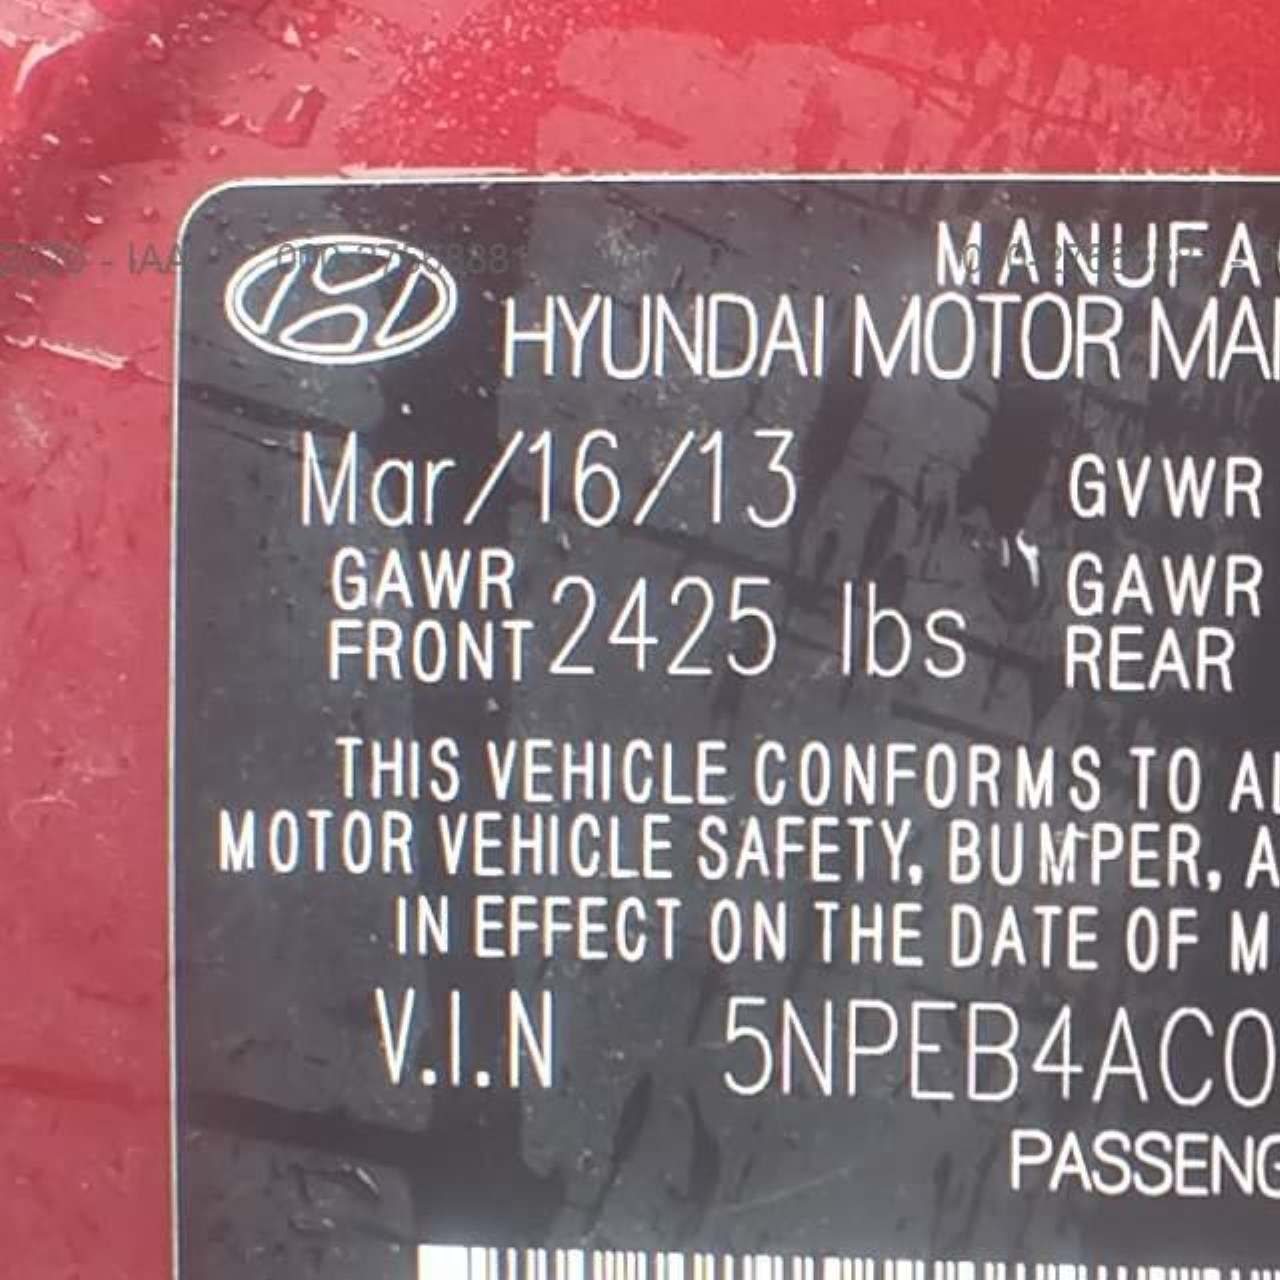 MANUFA
HYUNDAI MOTOR MA
Mar/16/13 GVWR
GAWR FRONT 2425 lbs GAWR REAR
THIS VEHICLE CONFORMS TO A
MOTOR VEHICLE SAFETY, BUMPER, A
IN EFFECT ON THE DATE OF M
V.I.N 5NPEB4AC0
PASSENG